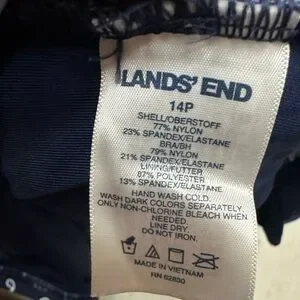 LANDS' END
14P
SHELL/OBERSTOFF
77% NYLON
23% SPANDEX/ELASTANE
BRA/BH
79% NYLON
21% SPANDEX/ELASTANE
LINING/FUTTER
87% POLYESTER
13% SPANDEX/ELASTANE
HAND WASH COLD
WASH DARK COLORS SEPARATELY
ONLY NON-CHLORINE BLEACH WHEN
NEEDED.
LINE DRY.
DO NOT IRON.
MADE IN VIETNAM
RN 62830